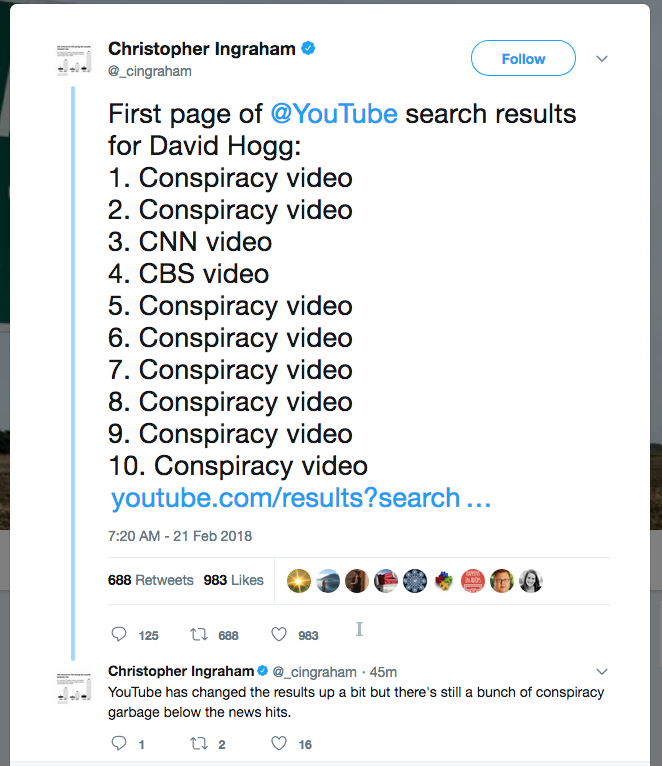 Christopher Ingraham
@_cingraham
Follow
First page of @YouTube search results
for David Hogg:
1. Conspiracy video
2. Conspiracy video
3. CNN video
4. CBS video
5. Conspiracy video
6. Conspiracy video
7. Conspiracy video
8. Conspiracy video
9. Conspiracy video
10. Conspiracy video
youtube.com/results?search …
7:20 AM - 21 Feb 2018
688 Retweets 983 Likes
125 688 983
Christopher Ingraham @_cingraham · 45m
YouTube has changed the results up a bit but there's still a bunch of conspiracy
garbage below the news hits.
1 2 16